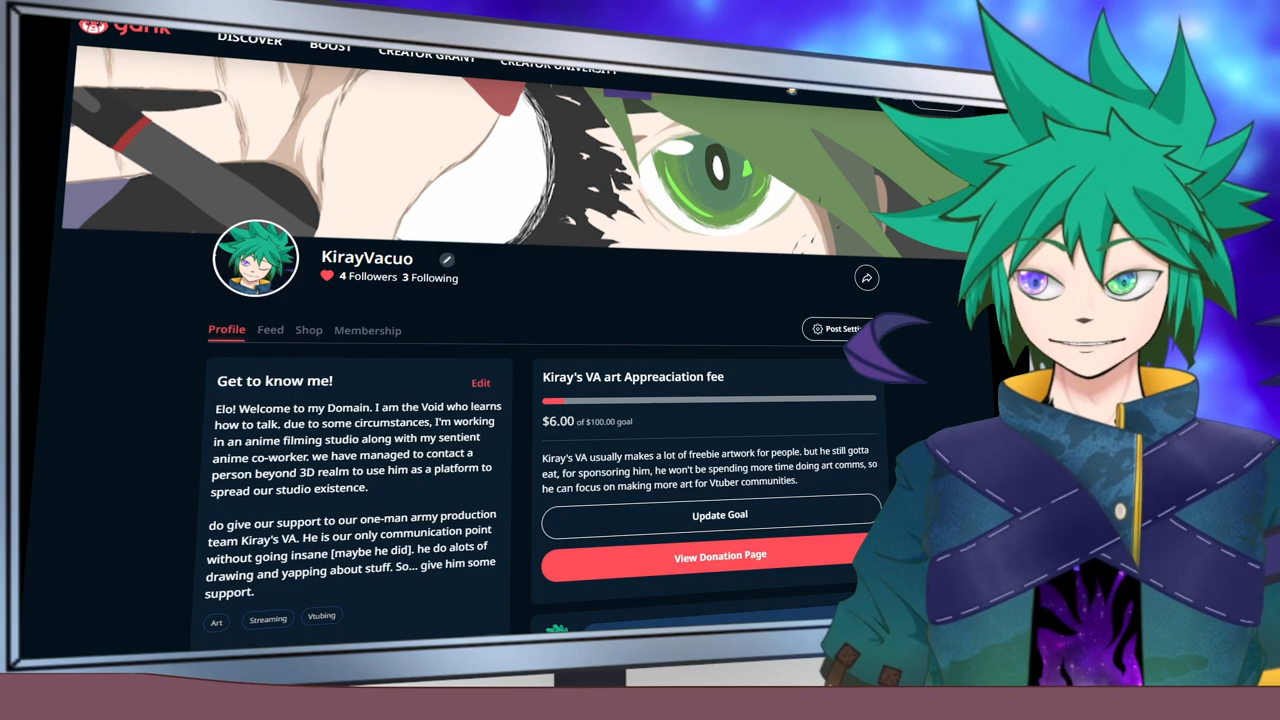 DISCOVER BOOST CREATOR GRANT CREATOR UNIVERSITY
KirayVacuo
4 Followers 3 Following
Profile Feed Shop Membership
Post
Get to know me!
Edit
Elo! Welcome to my Domain. I am the Void who learns
how to talk. due to some circumstances, I'm working
in an anime filming studio along with my sentient
anime co-worker. we have managed to contact a
person beyond 3D realm to use him as a platform to
spread our studio existence.
do give our support to our one-man army production
team Kiray's VA. He is our only communication point
without going insane [maybe he did]. he do alots of
drawing and yapping about stuff. So... give him some
support.
Art Streaming Vtubing
Kiray's VA art Appreaciation fee
$6.00 of $100.00 goal
Kiray's VA usually makes a lot of freebie artwork for people. but he still gotta
eat, for sponsoring him, he won't be spending more time doing art comms, so
he can focus on making more art for Vtuber communities.
Update Goal
View Donation Page